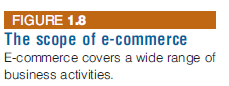 FIGURE 1.8
The scope of e-commerce
E-commerce covers a wide range of
business activities.